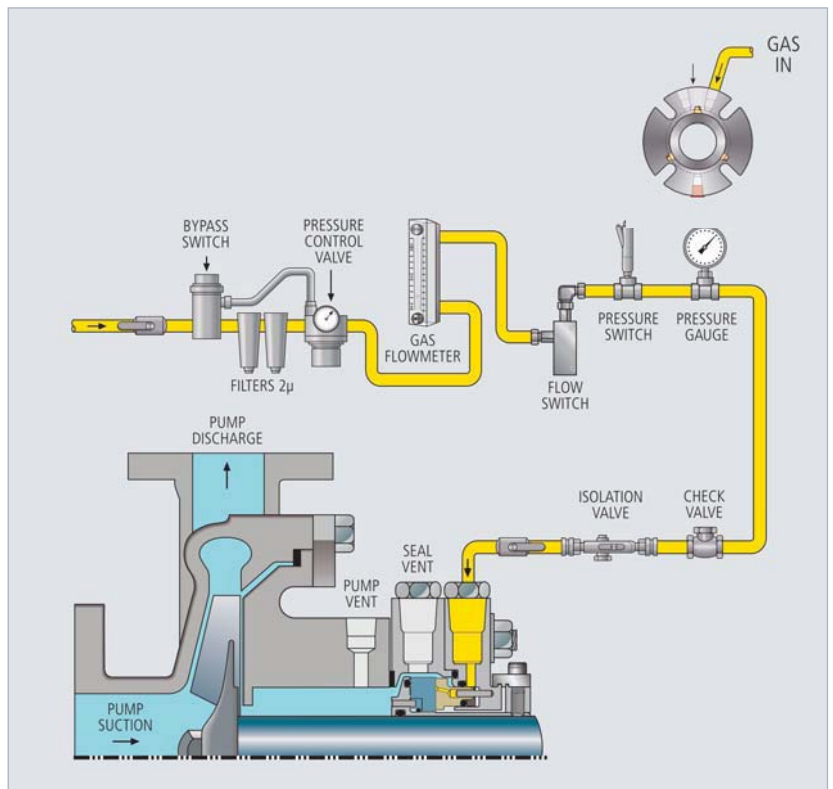 GAS
IN
BYPASS
SWITCH
PRESSURE
CONTROL
VALVE
GAS
FLOWMETER
PRESSURE
SWITCH
PRESSURE
GAUGE
FILTERS 2µ
FLOW
SWITCH
PUMP
DISCHARGE
ISOLATION
VALVE
CHECK
VALVE
SEAL
VENT
PUMP
VENT
PUMP
SUCTION